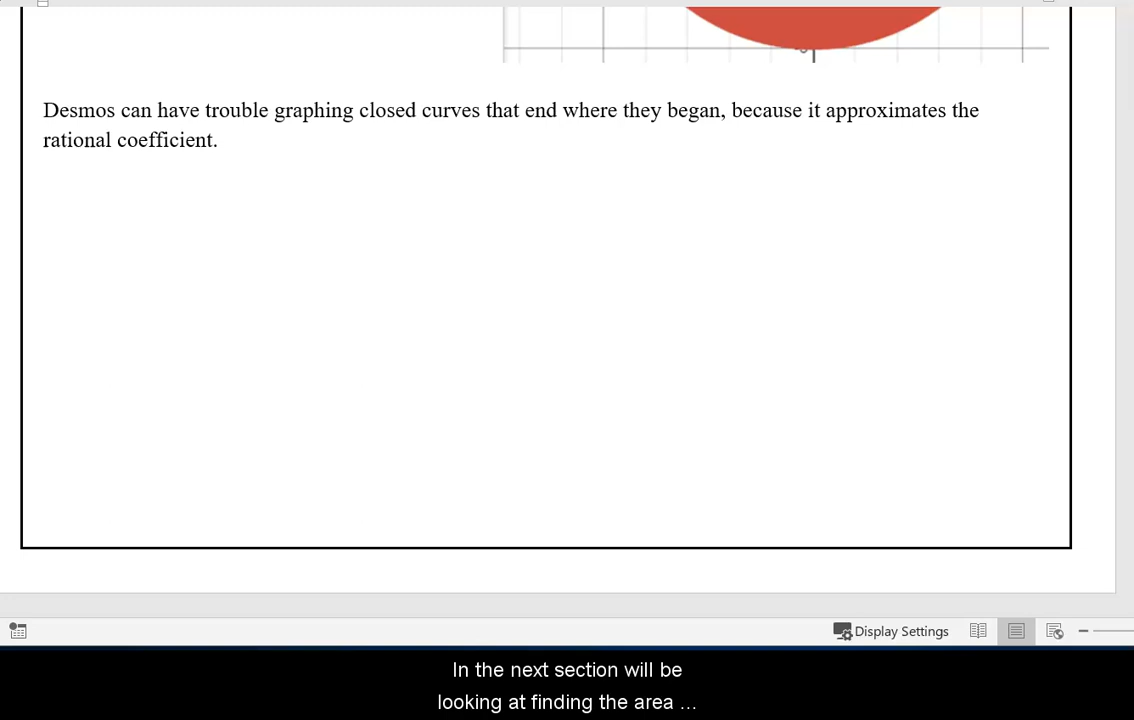 Desmos can have trouble graphing closed curves that end where they began, because it approximates the
rational coefficient.
Display Settings
In the next section will be
looking at finding the area ...